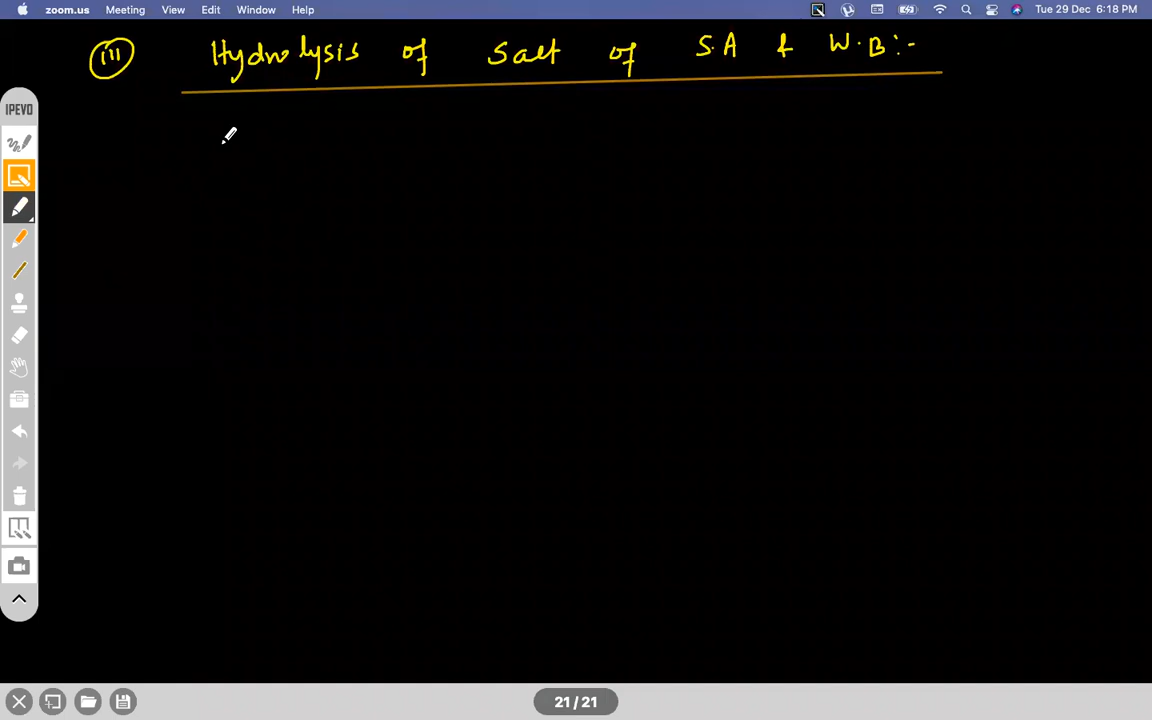 zoom.us Meeting View Edit Window Help Tue 29 Dec 6:18 PM
(iii) Hydrolysis of Salt of S.A & W.B:-
IPEVO
21 / 21